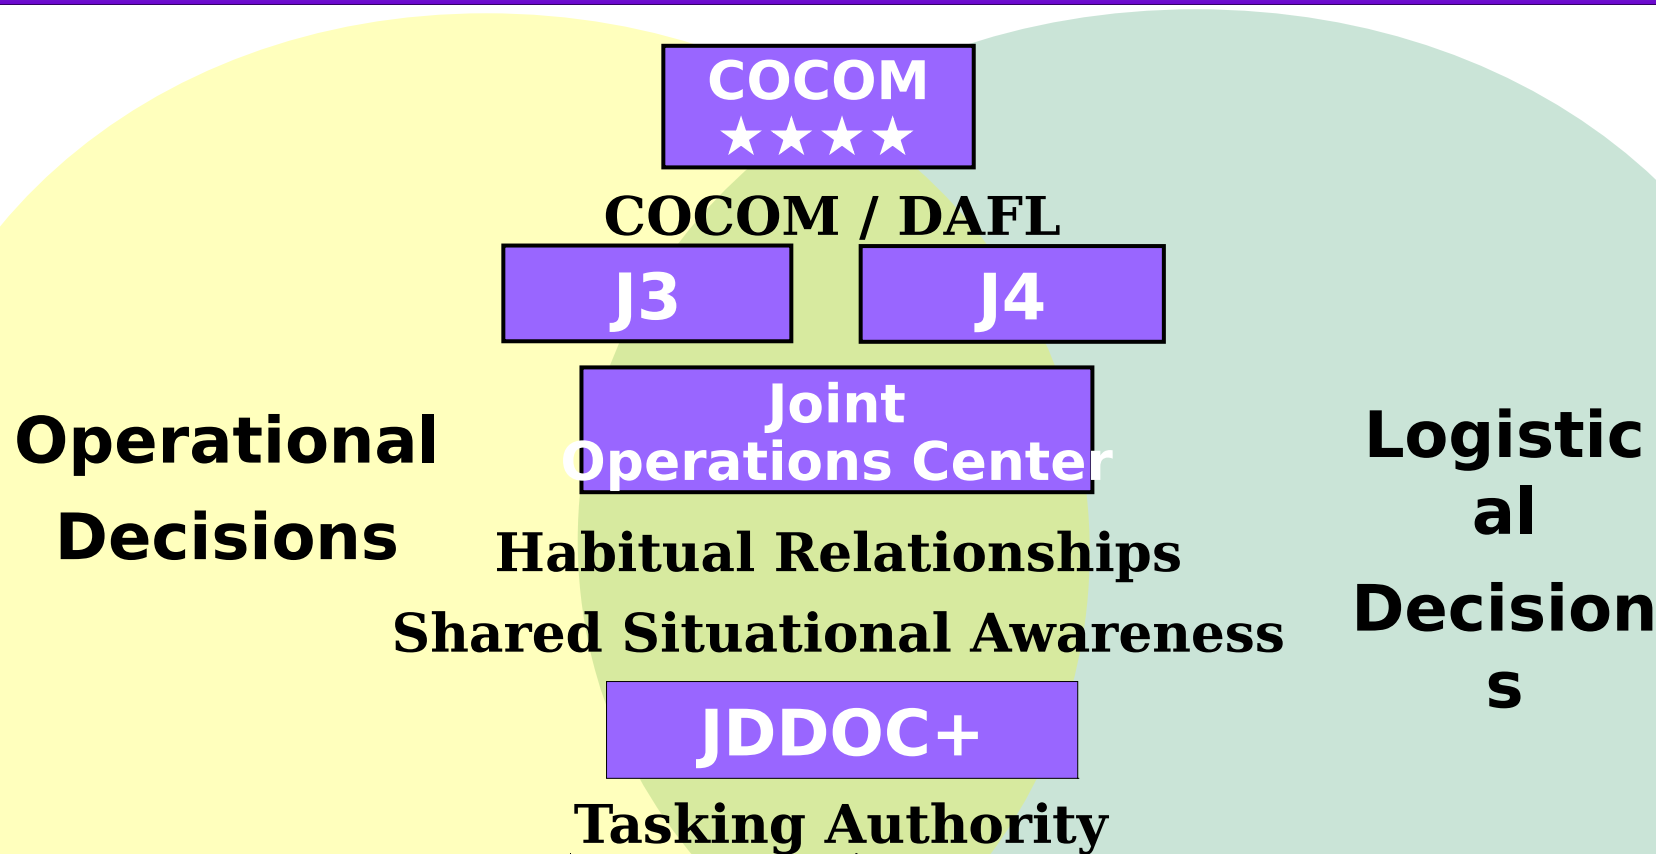 COCOM
★★★★
COCOM / DAFL
J3
J4
Joint
Operations Center
Operational
Decisions
Logistic
al
Decision
s
Habitual Relationships
Shared Situational Awareness
JDDOC+
Tasking Authority